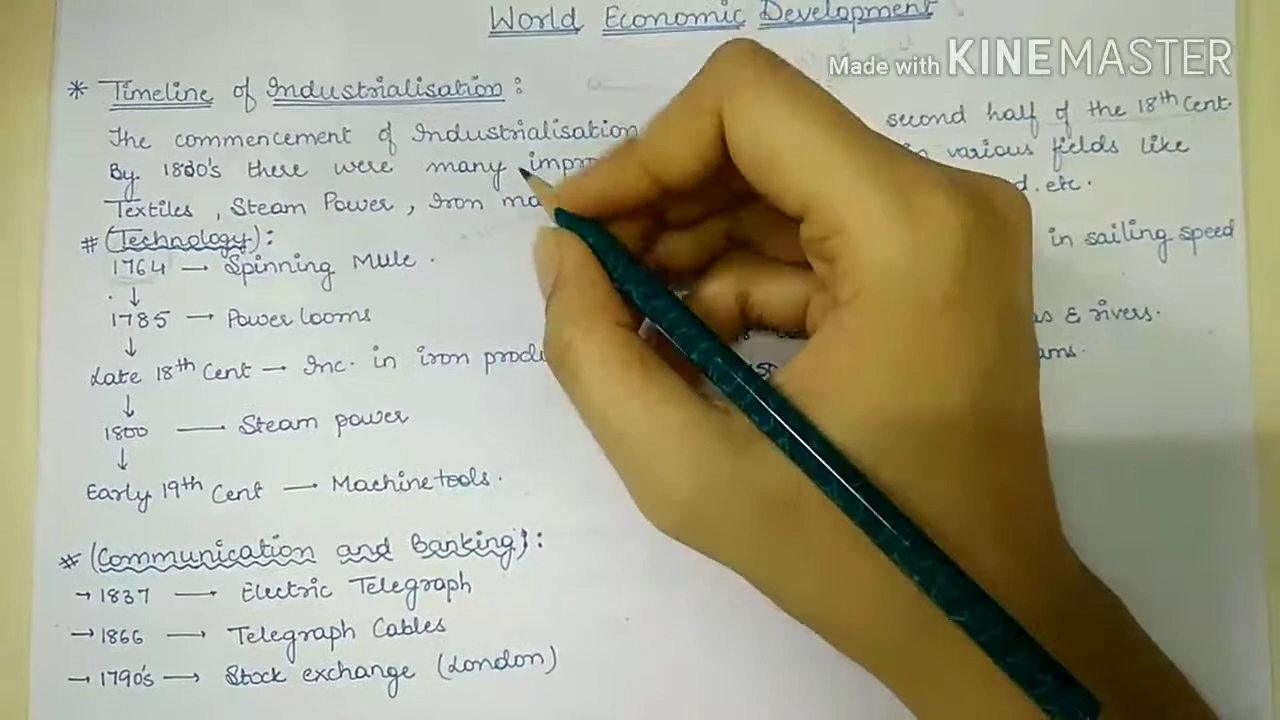 World Economic Development
Made with KINEMASTER
* Timeline of Industrialisation :
The commencement of Industrialisation second half of the 18th Cent.
By 1800's there were many in various fields like
Textiles, Steam Power, Iron etc.
# (Technology) :
1764 → Spinning Mule .
in sailing speed
↓
1785 → Power looms
& rivers.
↓
Late 18th Cent → Inc. in iron
↓
1800 — Steam power
↓
Early 19th Cent → Machine tools.
# (Communication and Banking) :
→ 1837 → Electric Telegraph
→ 1866 → Telegraph Cables
→ 1790's → Stock exchange (London)